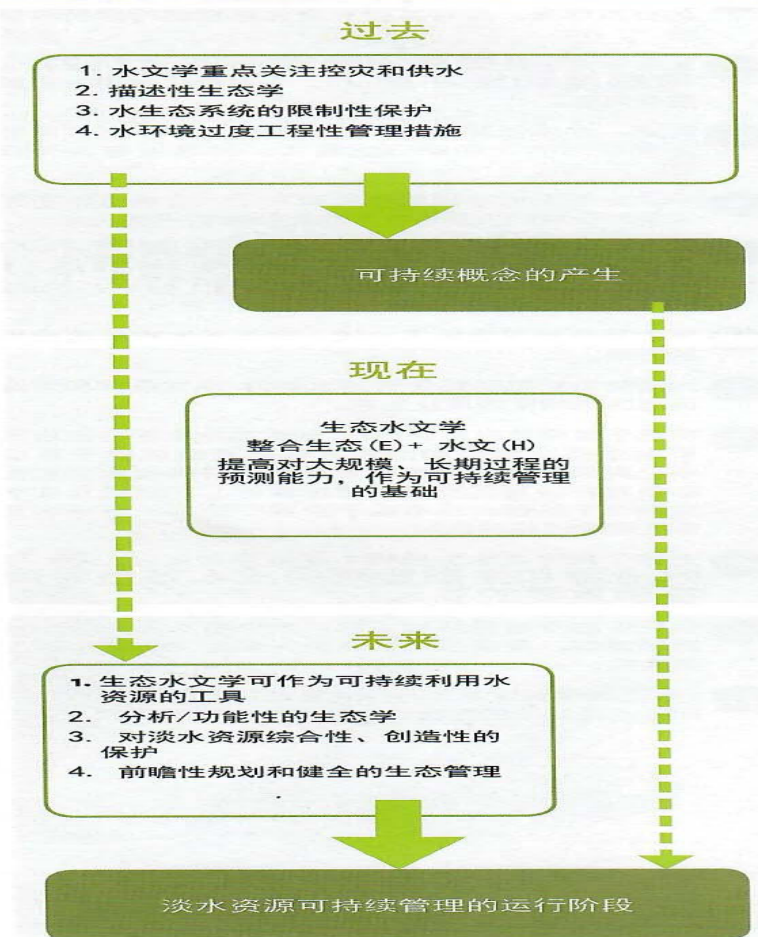 过去
1. 水文学重点关注控灾和供水
2. 描述性生态学
3. 水生态系统的限制性保护
4. 水环境过度工程性管理措施
可持续概念的产生
现在
生态水文学
整合生态(E)+ 水文(H)
提高对大规模、长期过程的
预测能力，作为可持续管理
的基础
未来
1. 生态水文学可作为可持续利用水
资源的工具
2. 分析/功能性的生态学
3. 对淡水资源综合性、创造性的
保护
4. 前瞻性规划和健全的生态管理
淡水资源可持续管理的运行阶段